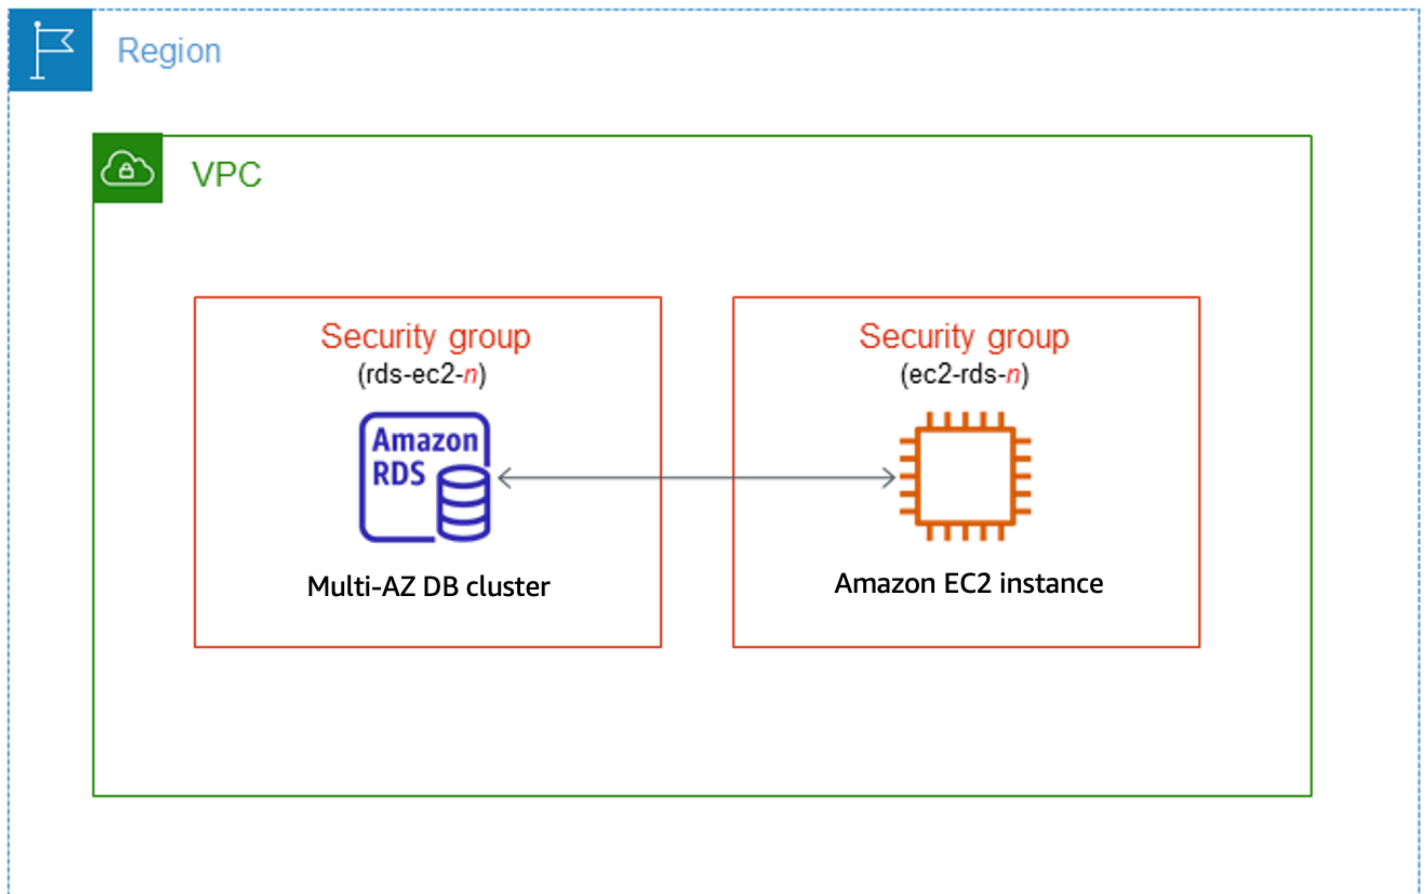 Region
VPC
Security group
(rds-ec2-n)
Amazon
RDS
Multi-AZ DB cluster
Security group
(ec2-rds-n)
Amazon EC2 instance